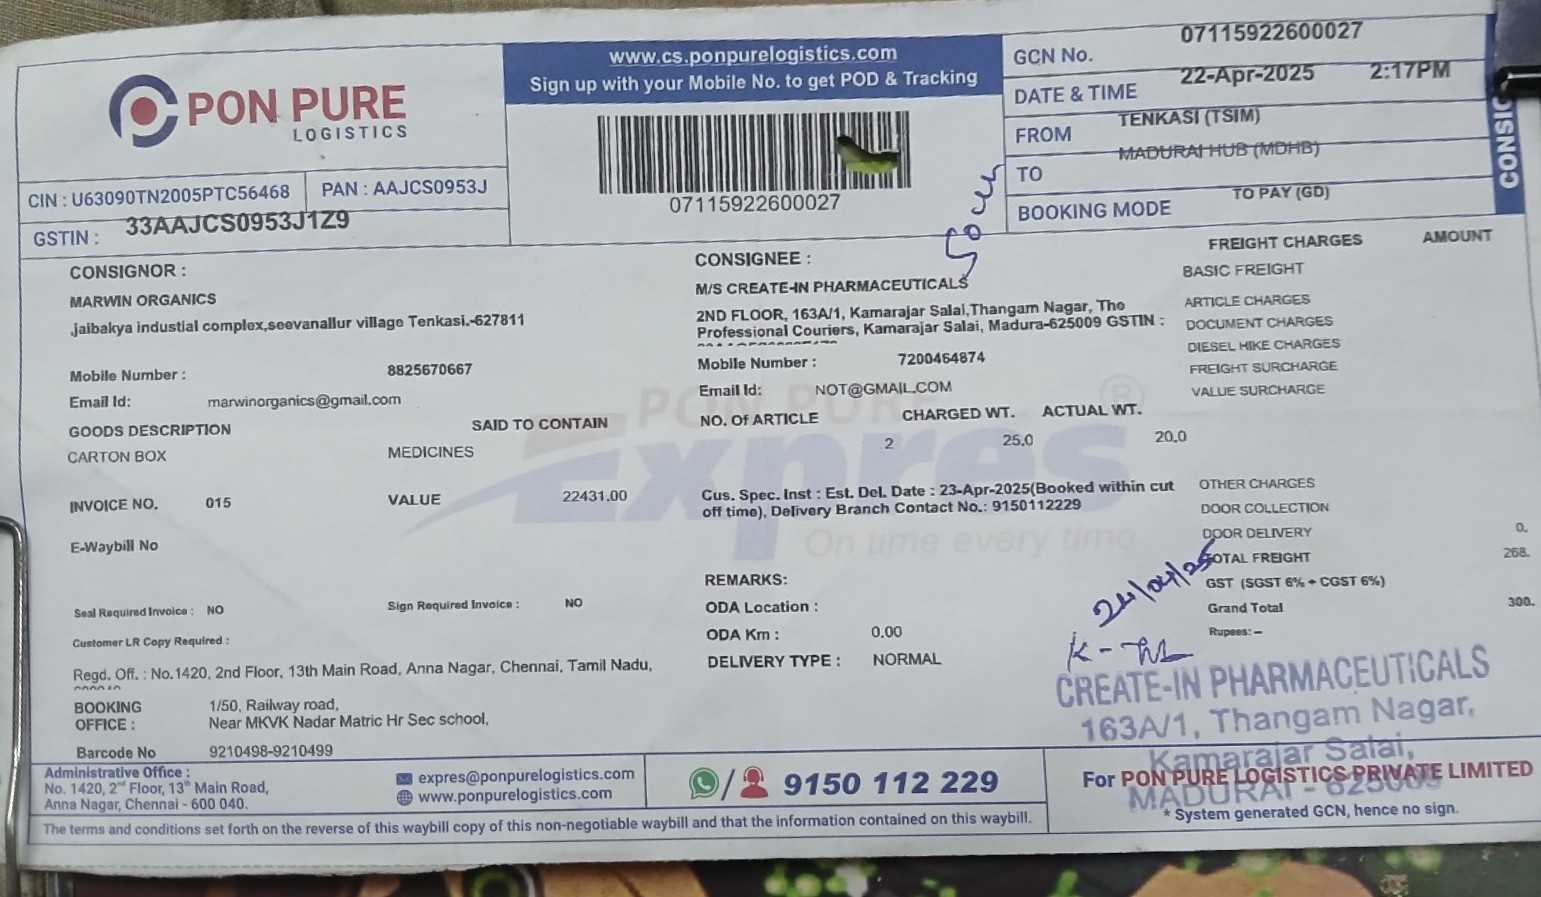 PON PURE
LOGISTICS
CIN : U63090TN2005PTC56468
PAN : AAJCS0953J
GSTIN : 33AAJCS0953J1Z9
www.cs.ponpurelogistics.com
Sign up with your Mobile No. to get POD & Tracking
07115922600027
GCN No. 07115922600027
DATE & TIME 22-Apr-2025 2:17PM
FROM TENKASI (TSIM)
TO MADURAI HUB (MDHB)
BOOKING MODE TO PAY (GD)
CONSIG
CONSIGNOR :
MARWIN ORGANICS
jaibakya industial complex,seevanallur village Tenkasi.-627811
Mobile Number : 8825670667
Email Id: marwinorganics@gmail.com
GOODS DESCRIPTION SAID TO CONTAIN
CARTON BOX MEDICINES
INVOICE NO. 015 VALUE 22431.00
E-Waybill No
Seal Required Invoice : NO Sign Required Invoice : NO
Customer LR Copy Required :
Regd. Off. : No.1420, 2nd Floor, 13th Main Road, Anna Nagar, Chennai, Tamil Nadu,
BOOKING OFFICE : 1/50, Railway road,
Near MKVK Nadar Matric Hr Sec school,
Barcode No 9210498-9210499
CONSIGNEE :
M/S CREATE-IN PHARMACEUTICALS
2ND FLOOR, 163A/1, Kamarajar Salai,Thangam Nagar, The
Professional Couriers, Kamarajar Salai, Madura-625009 GSTIN :
Mobile Number : 7200464874
Email Id: NOT@GMAIL.COM
NO. Of ARTICLE CHARGED WT. ACTUAL WT.
2 25.0 20.0
Cus. Spec. Inst : Est. Del. Date : 23-Apr-2025(Booked within cut
off time), Delivery Branch Contact No.: 9150112229
REMARKS:
ODA Location :
ODA Km : 0.00
DELIVERY TYPE : NORMAL
PON PURE
Expres
On time every time
FREIGHT CHARGES AMOUNT
BASIC FREIGHT
ARTICLE CHARGES
DOCUMENT CHARGES
DIESEL HIKE CHARGES
FREIGHT SURCHARGE
VALUE SURCHARGE
OTHER CHARGES
DOOR COLLECTION
DOOR DELIVERY 0.
TOTAL FREIGHT 268.
GST (SGST 6% + CGST 6%)
Grand Total 300.
Rupees: –
24/04/25
CREATE-IN PHARMACEUTICALS
163A/1, Thangam Nagar,
Kamarajar Salai,
MADURAI - 625009
Administrative Office :
No. 1420, 2nd Floor, 13th Main Road,
Anna Nagar, Chennai - 600 040.
expres@ponpurelogistics.com
www.ponpurelogistics.com
9150 112 229
For PON PURE LOGISTICS PRIVATE LIMITED
* System generated GCN, hence no sign.
The terms and conditions set forth on the reverse of this waybill copy of this non-negotiable waybill and that the information contained on this waybill.